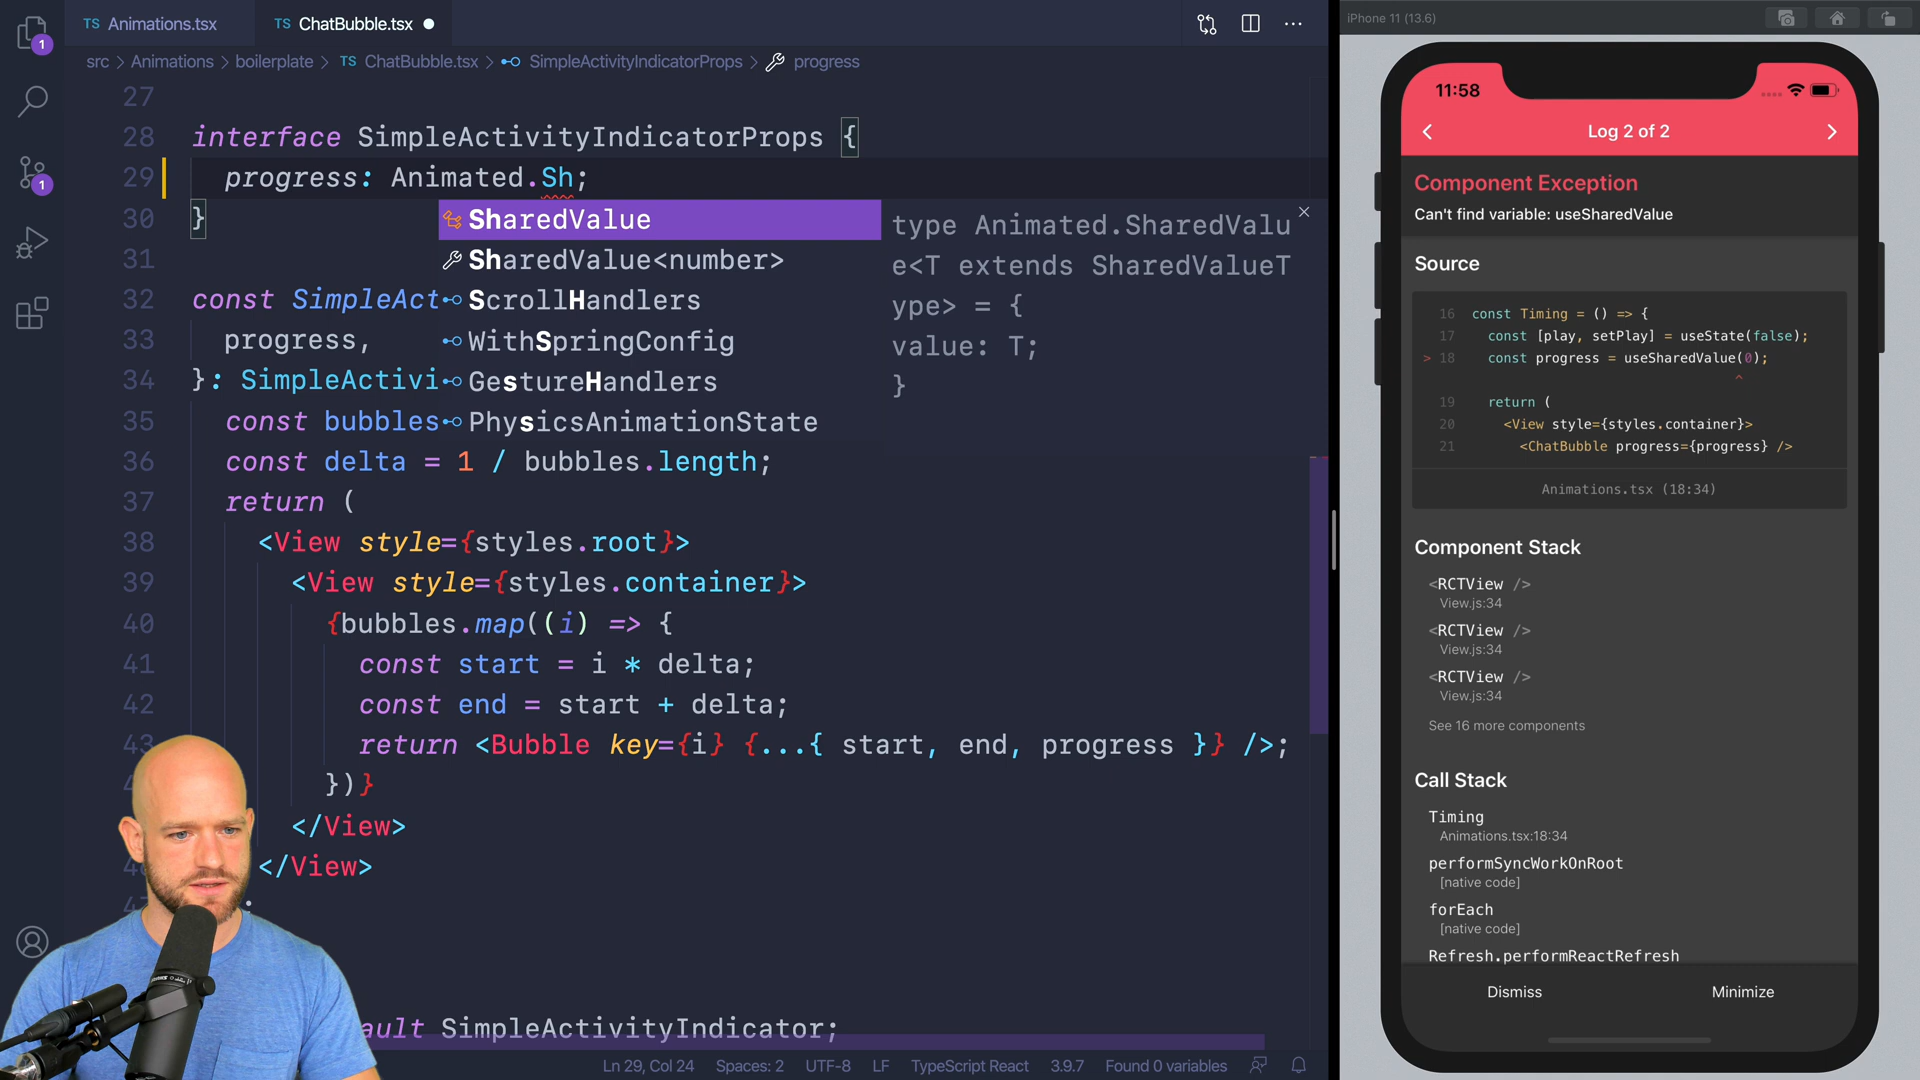 TS Animations.tsx
TS ChatBubble.tsx
src > Animations > boilerplate > TS ChatBubble.tsx > SimpleActivityIndicatorProps > progress
27
28 interface SimpleActivityIndicatorProps {
29 progress: Animated.Sh;
30 }
31
32 const SimpleAct
33 progress,
34 }: SimpleActivi
35 const bubbles
36 const delta = 1 / bubbles.length;
37 return (
38 <View style={styles.root}>
39 <View style={styles.container}>
40 {bubbles.map((i) => {
41 const start = i * delta;
42 const end = start + delta;
43 return <Bubble key={i} {...{ start, end, progress }} />;
})}
</View>
</View>
ault SimpleActivityIndicator;
SharedValue
SharedValue<number>
ScrollHandlers
WithSpringConfig
GestureHandlers
PhysicsAnimationState
type Animated.SharedValu
e<T extends SharedValueT
ype> = {
value: T;
}
1
1
Ln 29, Col 24 Spaces: 2 UTF-8 LF TypeScript React 3.9.7 Found 0 variables
iPhone 11 (13.6)
11:58
Log 2 of 2
Component Exception
Can't find variable: useSharedValue
Source
16 const Timing = () => {
17 const [play, setPlay] = useState(false);
> 18 const progress = useSharedValue(0);
^
19 return (
20 <View style={styles.container}>
21 <ChatBubble progress={progress} />
Animations.tsx (18:34)
Component Stack
<RCTView />
View.js:34
<RCTView />
View.js:34
<RCTView />
View.js:34
See 16 more components
Call Stack
Timing
Animations.tsx:18:34
performSyncWorkOnRoot
[native code]
forEach
[native code]
Refresh.performReactRefresh
Dismiss
Minimize